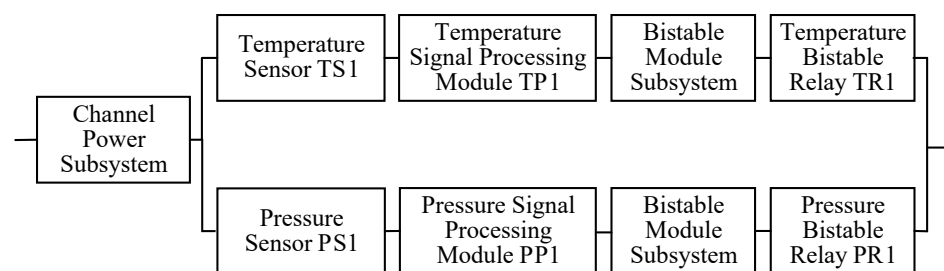 Channel
Power
Subsystem
Temperature
Sensor TS1
Temperature
Signal Processing
Module TP1
Bistable
Module
Subsystem
Temperature
Bistable
Relay TR1
Pressure
Sensor PS1
Pressure Signal
Processing
Module PP1
Bistable
Module
Subsystem
Pressure
Bistable
Relay PR1